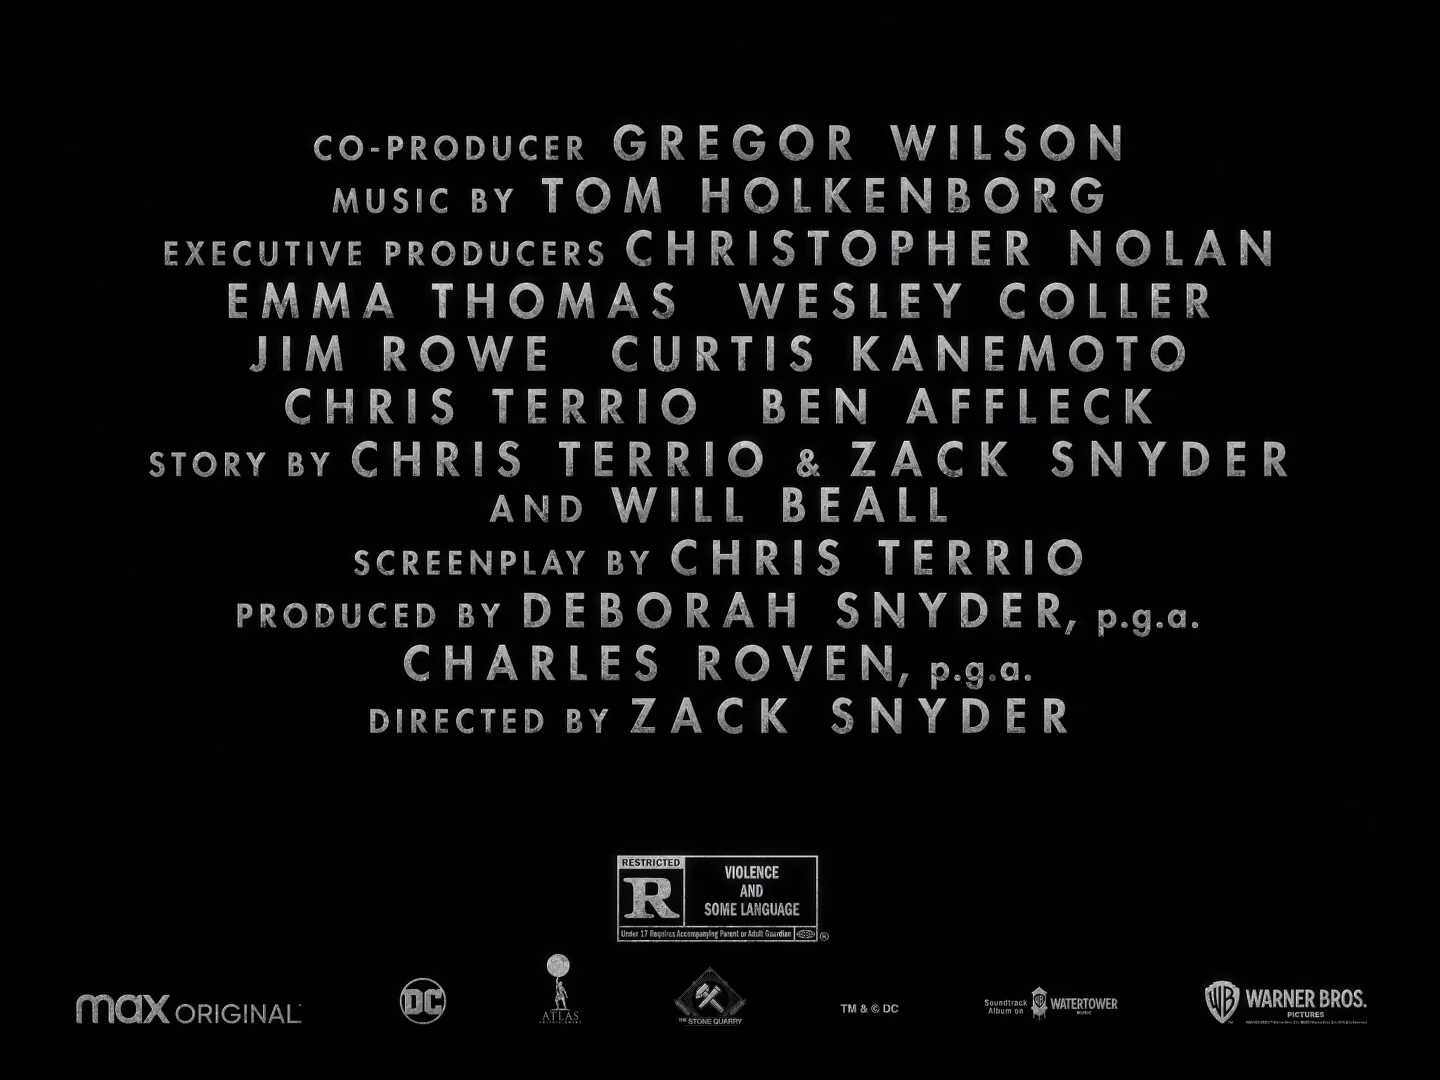 CO-PRODUCER GREGOR WILSON
MUSIC BY TOM HOLKENBORG
EXECUTIVE PRODUCERS CHRISTOPHER NOLAN
EMMA THOMAS WESLEY COLLER
JIM ROWE CURTIS KANEMOTO
CHRIS TERRIO BEN AFFLECK
STORY BY CHRIS TERRIO & ZACK SNYDER
AND WILL BEALL
SCREENPLAY BY CHRIS TERRIO
PRODUCED BY DEBORAH SNYDER, p.g.a.
CHARLES ROVEN, p.g.a.
DIRECTED BY ZACK SNYDER
RESTRICTED
R
VIOLENCE
AND
SOME LANGUAGE
Under 17 Requires Accompanying Parent or Adult Guardian
®
max ORIGINAL
DC
ATLAS
ENTERTAINMENT
THE STONE QUARRY
TM & © DC
Soundtrack
Album on
WATERTOWER
MUSIC
WB
WARNER BROS.
PICTURES